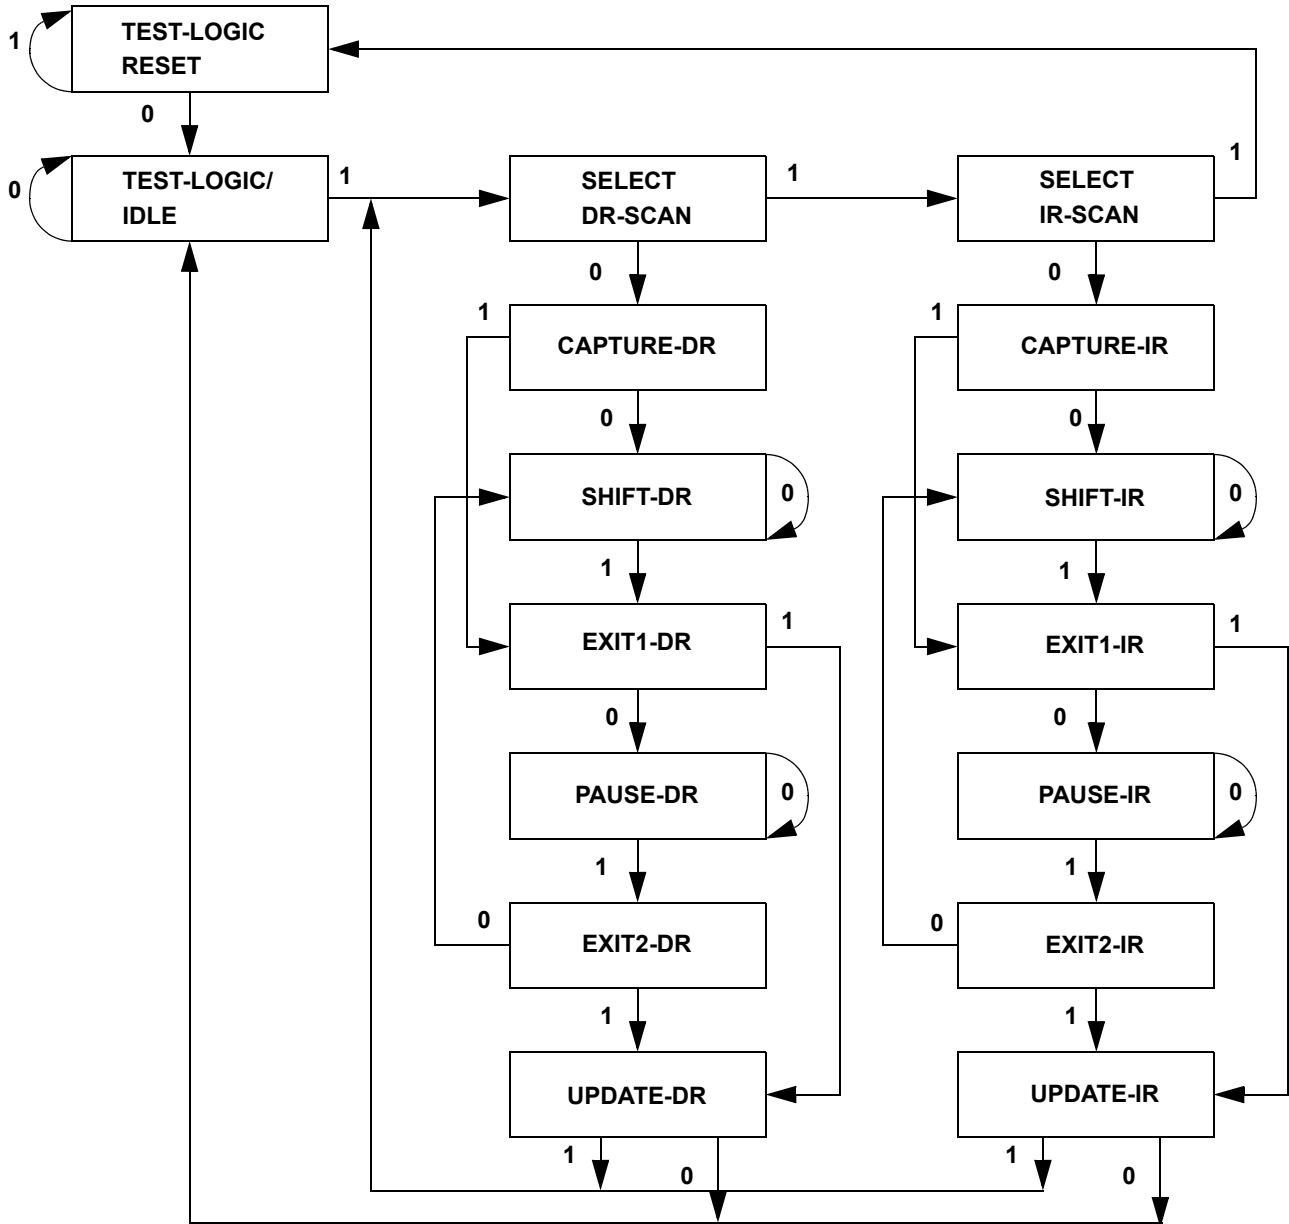 1
TEST-LOGIC
RESET
0
0
TEST-LOGIC/
IDLE
1
SELECT
DR-SCAN
1
SELECT
IR-SCAN
1
0
0
1
CAPTURE-DR
1
CAPTURE-IR
0
0
SHIFT-DR
0
SHIFT-IR
0
1
1
EXIT1-DR
1
EXIT1-IR
1
0
0
PAUSE-DR
0
PAUSE-IR
0
1
1
0
EXIT2-DR
0
EXIT2-IR
1
1
UPDATE-DR
UPDATE-IR
1
0
1
0